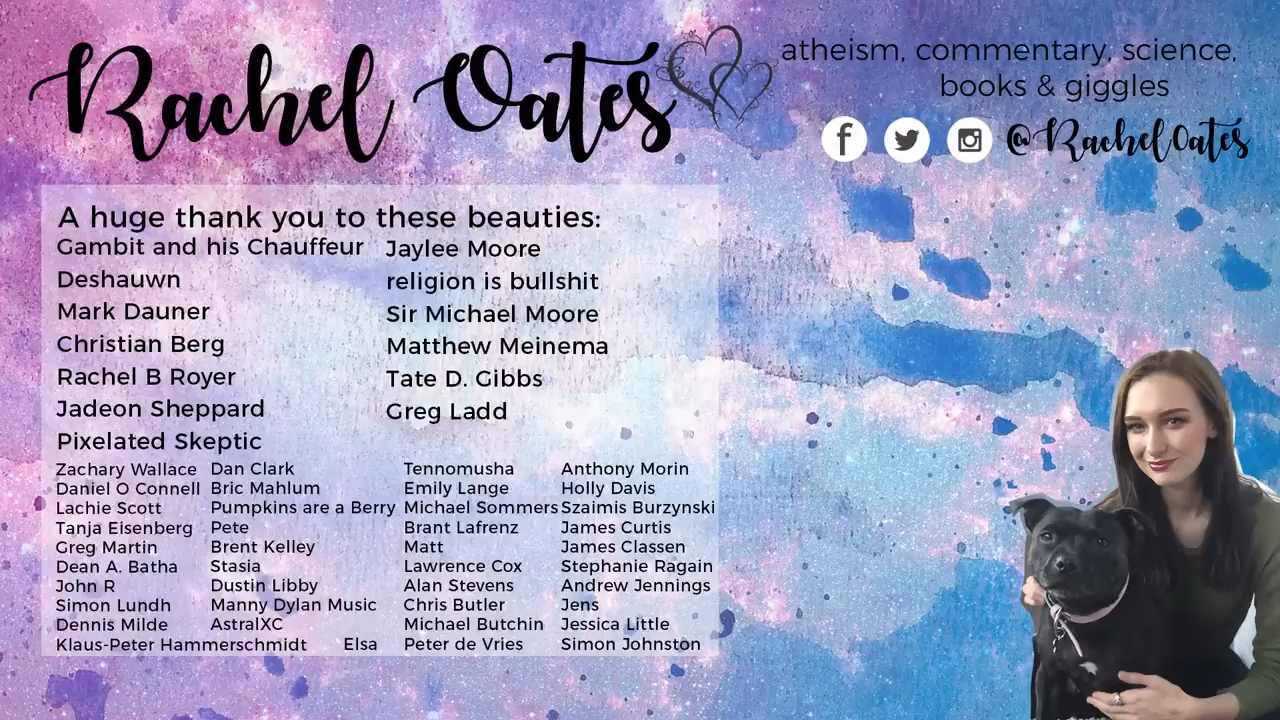 Rachel Oates
atheism, commentary, science,
books & giggles
@RachelOates
A huge thank you to these beauties:
Gambit and his Chauffeur
Deshauwn
Mark Dauner
Christian Berg
Rachel B Royer
Jadeon Sheppard
Pixelated Skeptic
Jaylee Moore
religion is bullshit
Sir Michael Moore
Matthew Meinema
Tate D. Gibbs
Greg Ladd
Zachary Wallace
Daniel O Connell
Lachie Scott
Tanja Eisenberg
Greg Martin
Dean A. Batha
John R
Simon Lundh
Dennis Milde
Klaus-Peter Hammerschmidt
Dan Clark
Bric Mahlum
Pumpkins are a Berry
Pete
Brent Kelley
Stasia
Dustin Libby
Manny Dylan Music
AstralXC
Elsa
Tennomusha
Emily Lange
Michael Sommers
Brant Lafrenz
Matt
Lawrence Cox
Alan Stevens
Chris Butler
Michael Butchin
Peter de Vries
Anthony Morin
Holly Davis
Szaimis Burzynski
James Curtis
James Classen
Stephanie Ragain
Andrew Jennings
Jens
Jessica Little
Simon Johnston